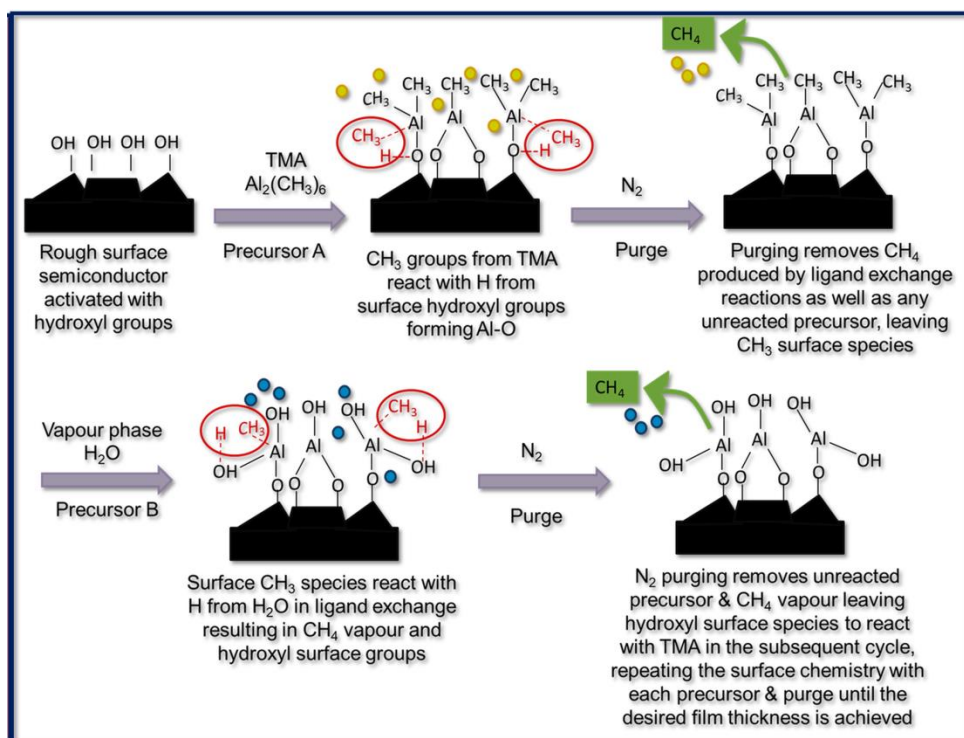 OH OH OH OH
Rough surface
semiconductor
activated with
hydroxyl groups
TMA
Al₂(CH₃)₆
Precursor A
CH₃ CH₃ CH₃ CH₃ CH₃
Al Al Al
CH₃ CH₃
H O O O O H
CH₃ groups from TMA
react with H from
surface hydroxyl groups
forming Al-O
N₂
Purge
CH₄
CH₃ CH₃ CH₃ CH₃ CH₃
Al Al Al
O O O O
Purging removes CH₄
produced by ligand exchange
reactions as well as any
unreacted precursor, leaving
CH₃ surface species
Vapour phase
H₂O
Precursor B
OH OH OH CH₃
H CH₃ H
Al Al Al
OH OH
O O O O
Surface CH₃ species react with
H from H₂O in ligand exchange
resulting in CH₄ vapour and
hydroxyl surface groups
N₂
Purge
CH₄
OH OH OH
Al Al Al
OH OH
O O O O
N₂ purging removes unreacted
precursor & CH₄ vapour leaving
hydroxyl surface species to react
with TMA in the subsequent cycle,
repeating the surface chemistry with
each precursor & purge until the
desired film thickness is achieved